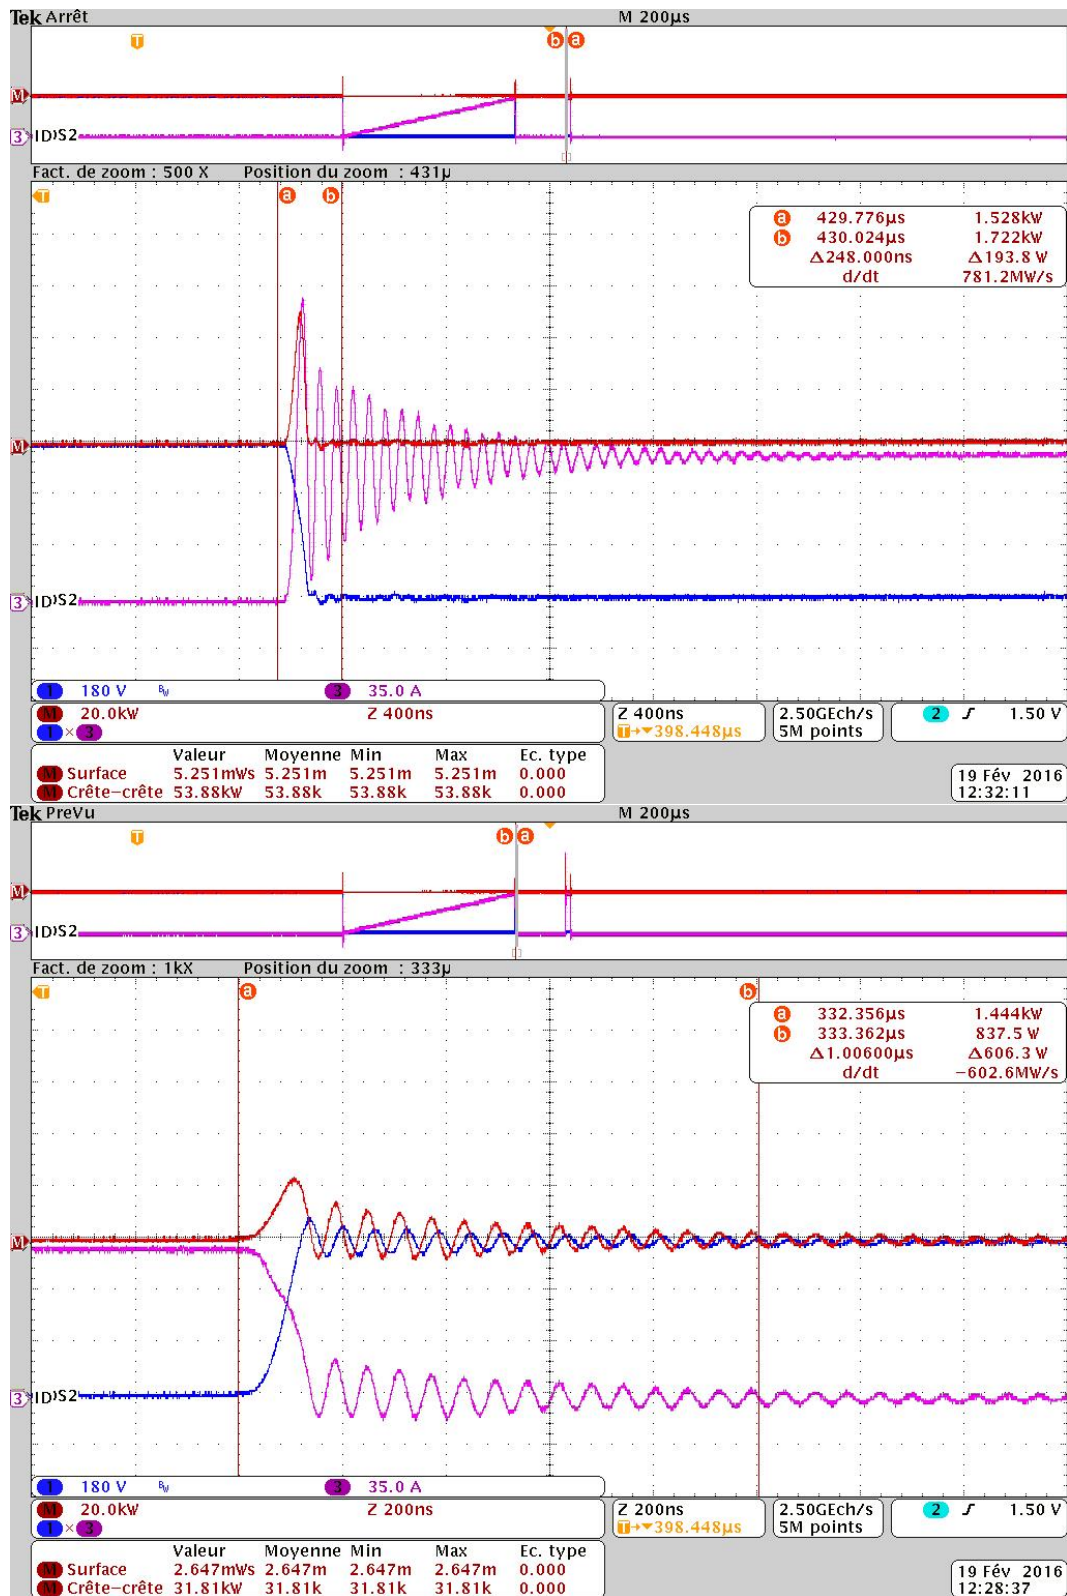 Tek Arrêt M 200µs
T b a
M
3 ID)S2
Fact. de zoom : 500 X Position du zoom : 431µ
T a b
a 429.776µs 1.528kW
b 430.024µs 1.722kW
Δ248.000ns Δ193.8 W
d/dt 781.2MW/s
M
3 ID)S2
1 180 V BW 3 35.0 A
M 20.0kW Z 400ns
1 × 3
Z 400ns
T→▼398.448µs
2.50GEch/s
5M points
2 1.50 V
Valeur Moyenne Min Max Ec. type
M Surface 5.251mWs 5.251m 5.251m 5.251m 0.000
M Crête-crête 53.88kW 53.88k 53.88k 53.88k 0.000
19 Fév 2016
12:32:11
Tek PreVu M 200µs
T b a
M
3 ID)S2
Fact. de zoom : 1kX Position du zoom : 333µ
T a b
a 332.356µs 1.444kW
b 333.362µs 837.5 W
Δ1.00600µs Δ606.3 W
d/dt -602.6MW/s
M
3 ID)S2
1 180 V BW 3 35.0 A
M 20.0kW Z 200ns
1 × 3
Z 200ns
T→▼398.448µs
2.50GEch/s
5M points
2 1.50 V
Valeur Moyenne Min Max Ec. type
M Surface 2.647mWs 2.647m 2.647m 2.647m 0.000
M Crête-crête 31.81kW 31.81k 31.81k 31.81k 0.000
19 Fév 2016
12:28:37